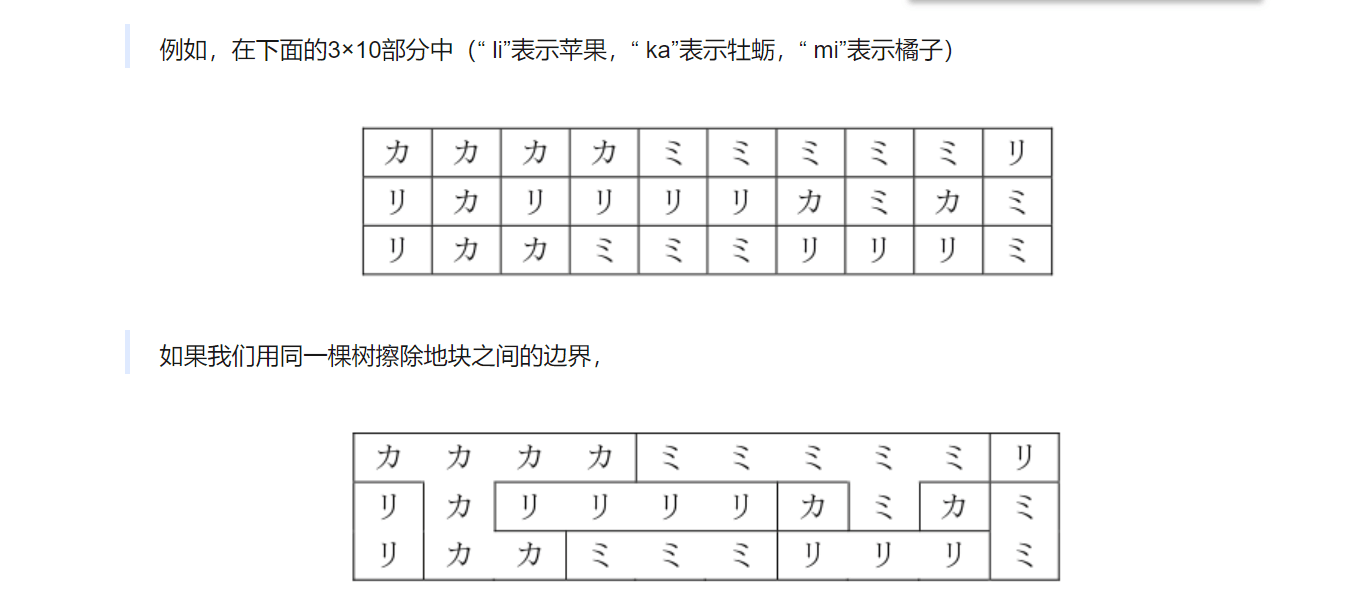 例如，在下面的3×10部分中（“ li”表示苹果，“ ka”表示牡蛎，“ mi”表示橘子）
カ カ カ カ ミ ミ ミ ミ ミ リ
リ カ リ リ リ リ カ ミ カ ミ
リ カ カ ミ ミ ミ リ リ リ ミ
如果我们用同一棵树擦除地块之间的边界，
カ カ カ カ ミ ミ ミ ミ ミ リ
リ カ リ リ リ リ カ ミ カ ミ
リ カ カ ミ ミ ミ リ リ リ ミ